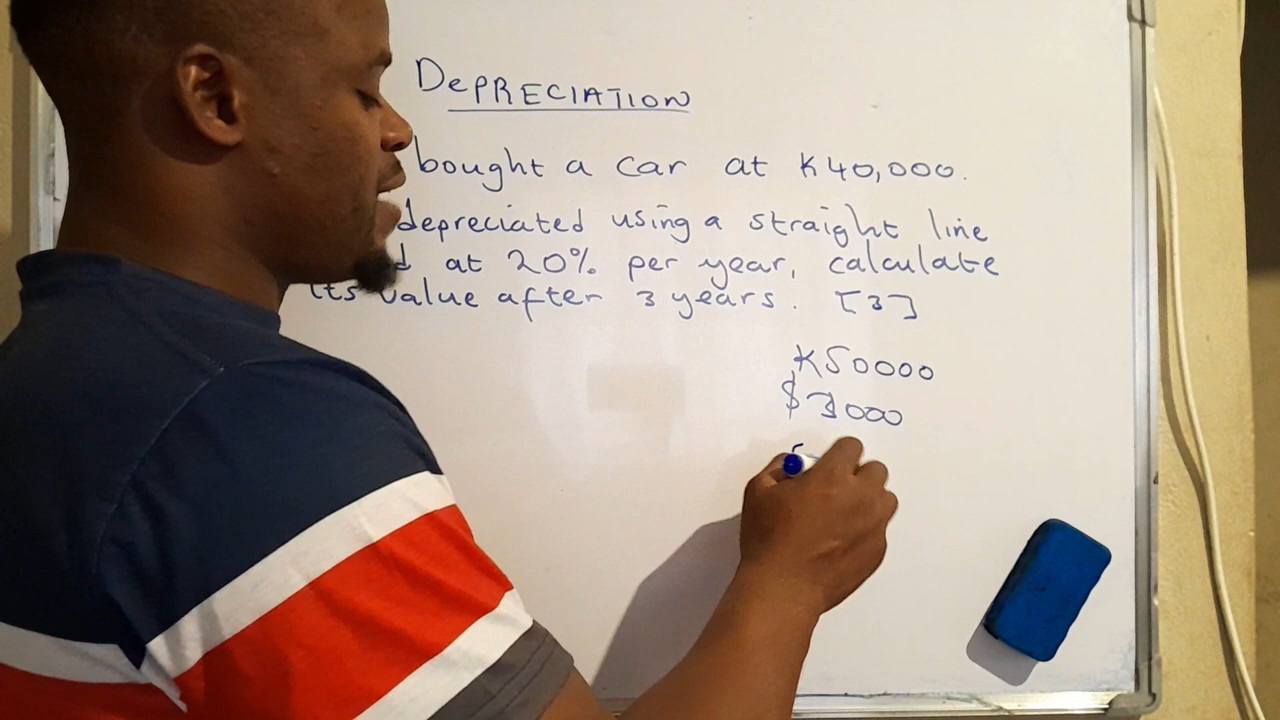 DEPRECIATION
bought a car at K40,000.
depreciated using a straight line
at 20% per year, calculate
its value after 3 years. [3]
K50000
$3000